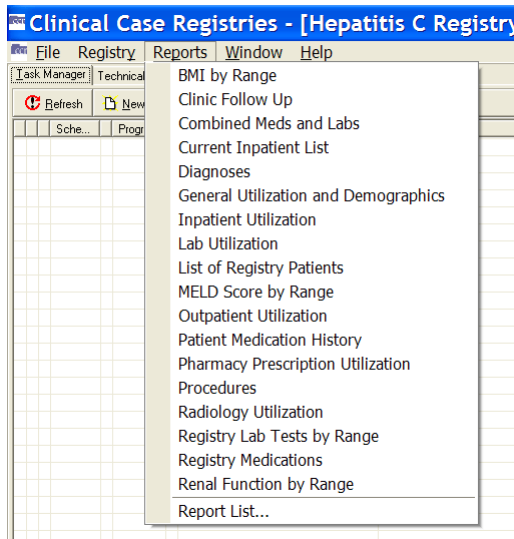 Clinical Case Registries - [Hepatitis C Registry
File Registry Reports Window Help
Task Manager Technical
Refresh New
Sche... Progr
BMI by Range
Clinic Follow Up
Combined Meds and Labs
Current Inpatient List
Diagnoses
General Utilization and Demographics
Inpatient Utilization
Lab Utilization
List of Registry Patients
MELD Score by Range
Outpatient Utilization
Patient Medication History
Pharmacy Prescription Utilization
Procedures
Radiology Utilization
Registry Lab Tests by Range
Registry Medications
Renal Function by Range
Report List...